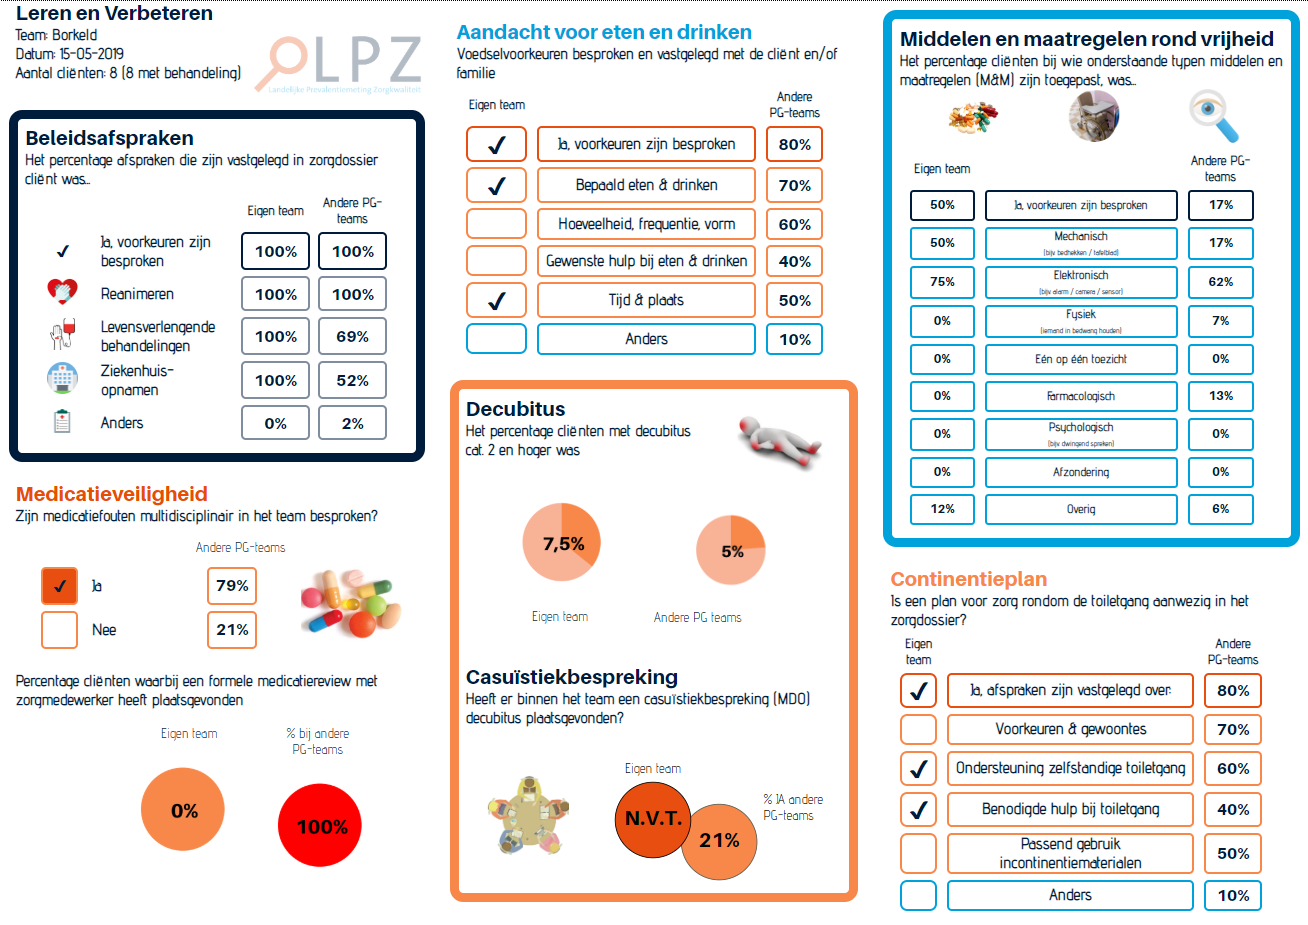 Leren en Verbeteren
Team: Borkeld
Datum: 15-05-2019
Aantal cliënten: 8 (8 met behandeling)
LPZ
Landelijke Prevalentiemeting Zorgkwaliteit
Beleidsafspraken
Het percentage afspraken die zijn vastgelegd in zorgdossier
cliënt was...
Eigen team
Andere PG-
teams
Ja, voorkeuren zijn
besproken
100%
100%
Reanimeren
100%
100%
Levensverlengende
behandelingen
100%
69%
Ziekenhuis-
opnamen
100%
52%
Anders
0%
2%
Medicatieveiligheid
Zijn medicatiefouten multidisciplinair in het team besproken?
Andere PG-teams
✓ Ja
79%
Nee
21%
Percentage cliënten waarbij een formele medicatiereview met
zorgmedewerker heeft plaatsgevonden
Eigen team
% bij andere
PG-teams
0%
100%
Aandacht voor eten en drinken
Voedselvoorkeuren besproken en vastgelegd met de cliënt en/of
familie
Eigen team
Andere
PG-teams
✓ Ja, voorkeuren zijn besproken 80%
✓ Bepaald eten & drinken 70%
Hoeveelheid, frequentie, vorm 60%
Gewenste hulp bij eten & drinken 40%
✓ Tijd & plaats 50%
Anders 10%
Decubitus
Het percentage cliënten met decubitus
cat. 2 en hoger was
7,5%
5%
Eigen team
Andere PG teams
Casuïstiekbespreking
Heeft er binnen het team een casuïstiekbespreking (MDO)
decubitus plaatsgevonden?
Eigen team
N.V.T.
21%
% JA andere
PG-teams
Middelen en maatregelen rond vrijheid
Het percentage cliënten bij wie onderstaande typen middelen en
maatregelen (M&M) zijn toegepast, was...
Eigen team
Andere PG-
teams
50% Ja, voorkeuren zijn besproken 17%
50% Mechanisch 17%
(bijv bedhekken / tafelblad)
75% Elektronisch 62%
(bijv alarm / camera / sensor)
0% Fysiek 7%
(iemand in bedwang houden)
0% Eén op één toezicht 0%
0% Farmacologisch 13%
0% Psychologisch 0%
(bijv dwingend spreken)
0% Afzondering 0%
12% Overig 6%
Continentieplan
Is een plan voor zorg rondom de toiletgang aanwezig in het
zorgdossier?
Eigen
team
Andere
PG-teams
✓ Ja, afspraken zijn vastgelegd over: 80%
Voorkeuren & gewoontes 70%
✓ Ondersteuning zelfstandige toiletgang 60%
✓ Benodigde hulp bij toiletgang 40%
Passend gebruik
incontinentiematerialen
50%
Anders 10%